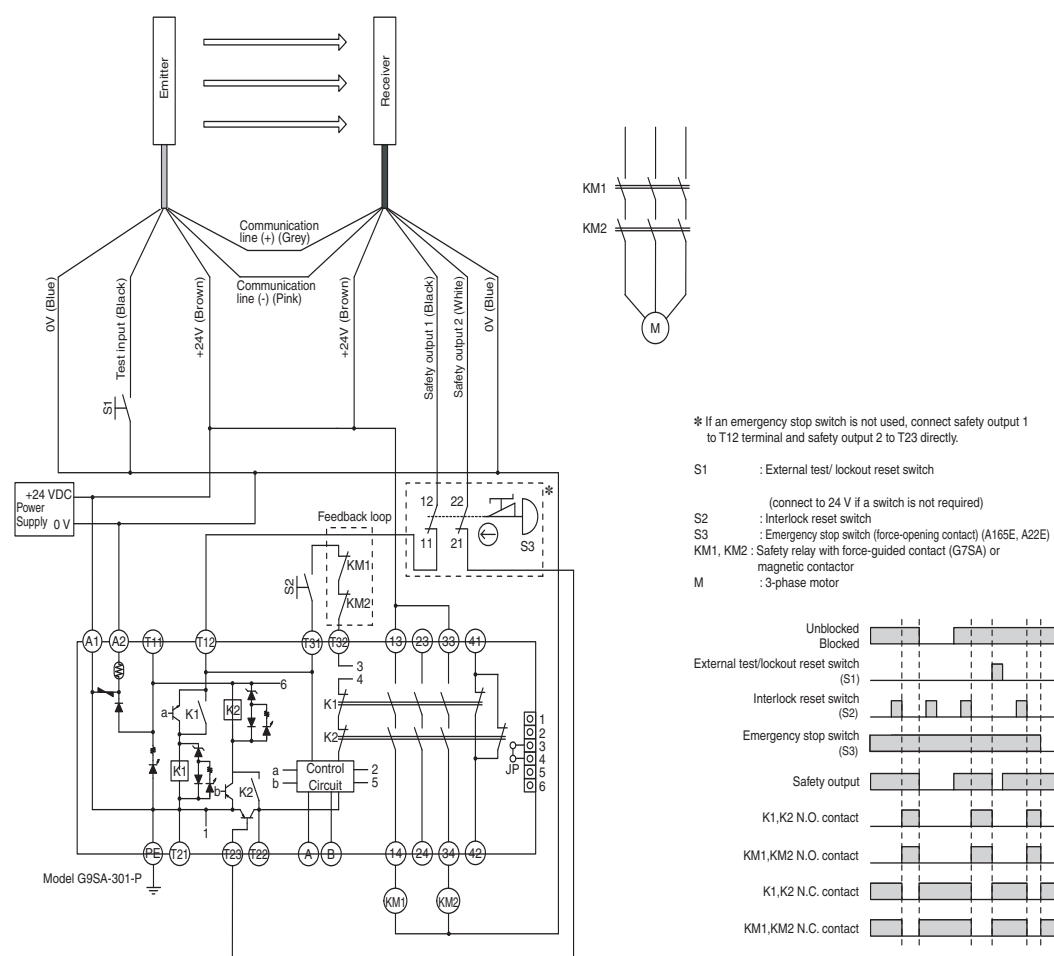 Emitter
Receiver
Communication
line (+) (Grey)
Communication
line (-) (Pink)
0V (Blue)
Test input (Black)
+24V (Brown)
+24V (Brown)
Safety output 1 (Black)
Safety output 2 (White)
0V (Blue)
S1
KM1
KM2
M
+24 VDC
Power
Supply 0 V
Feedback loop
S2
KM1
KM2
12
22
11
21
S3
*
* If an emergency stop switch is not used, connect safety output 1
to T12 terminal and safety output 2 to T23 directly.
S1 : External test/ lockout reset switch
(connect to 24 V if a switch is not required)
S2 : Interlock reset switch
S3 : Emergency stop switch (force-opening contact) (A165E, A22E)
KM1, KM2 : Safety relay with force-guided contact (G7SA) or
magnetic contactor
M : 3-phase motor
A1
A2
T11
T12
T31
T32
13
23
33
41
3
4
6
a
K1
K2
K1
K2
K1
b
K2
a
b
Control
Circuit
2
5
1
JP
1
2
3
4
5
6
PE
T21
T23
T22
A
B
14
24
34
42
Model G9SA-301-P
KM1
KM2
Unblocked
Blocked
External test/lockout reset switch
(S1)
Interlock reset switch
(S2)
Emergency stop switch
(S3)
Safety output
K1,K2 N.O. contact
KM1,KM2 N.O. contact
K1,K2 N.C. contact
KM1,KM2 N.C. contact